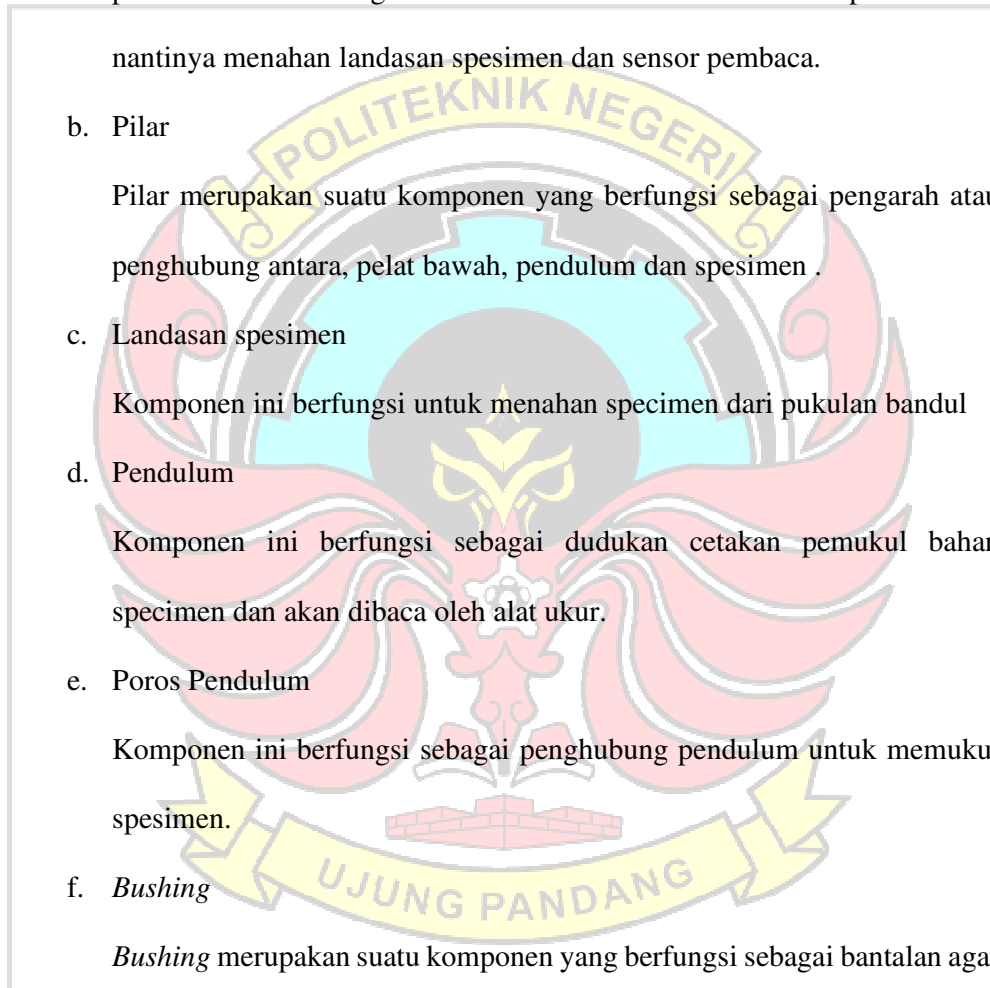 nantinya menahan landasan spesimen dan sensor pembaca.
POLITEKNIK NEGERI
b. Pilar
Pilar merupakan suatu komponen yang berfungsi sebagai pengarah atau
penghubung antara, pelat bawah, pendulum dan spesimen .
c. Landasan spesimen
Komponen ini berfungsi untuk menahan specimen dari pukulan bandul
d. Pendulum
Komponen ini berfungsi sebagai dudukan cetakan pemukul bahan
specimen dan akan dibaca oleh alat ukur.
e. Poros Pendulum
Komponen ini berfungsi sebagai penghubung pendulum untuk memuku
spesimen.
f. Bushing
UJUNG PANDANG
Bushing merupakan suatu komponen yang berfungsi sebagai bantalan aga